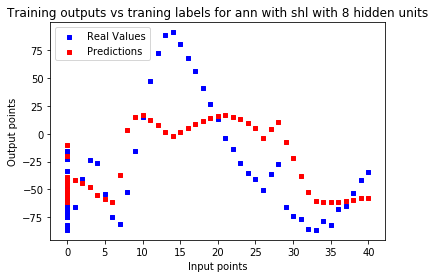 Training outputs vs traning labels for ann with shl with 8 hidden units
Real Values
Predictions
Output points
75
50
25
0
−25
−50
−75
0 5 10 15 20 25 30 35 40
Input points